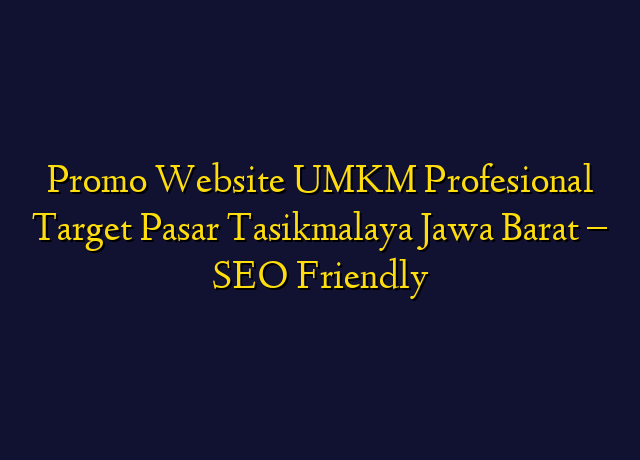 Promo Website UMKM Profesional
Target Pasar Tasikmalaya Jawa Barat –
SEO Friendly